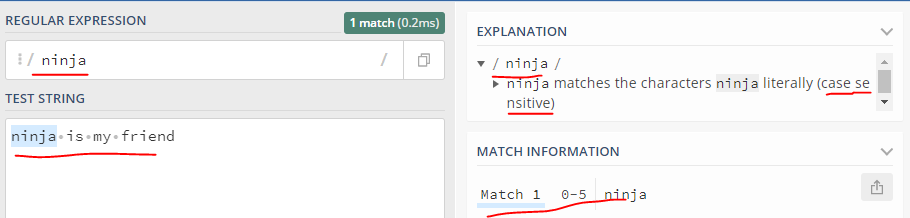 REGULAR EXPRESSION
1 match (0.2ms)
/ ninja /
TEST STRING
ninja·is·my·friend
EXPLANATION
/ ninja /
ninja matches the characters ninja literally (case se
nsitive)
MATCH INFORMATION
Match 1 0-5 ninja